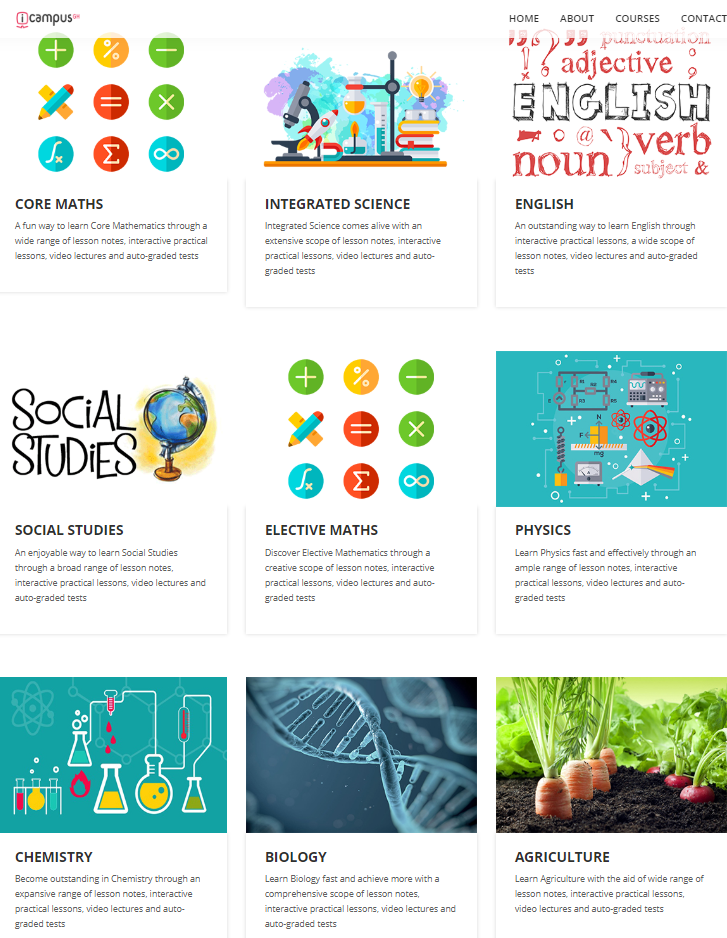 icampusGH
HOME ABOUT COURSES CONTACT
punctuation
adjective
ENGLISH
verb
noun
subject &
CORE MATHS
A fun way to learn Core Mathematics through a
wide range of lesson notes, interactive practical
lessons, video lectures and auto-graded tests
INTEGRATED SCIENCE
Integrated Science comes alive with an
extensive scope of lesson notes, interactive
practical lessons, video lectures and auto-
graded tests
ENGLISH
An outstanding way to learn English through
interactive practical lessons, a wide scope of
lesson notes, video lectures and auto-graded
tests
SOCIAL
STUDIES
SOCIAL STUDIES
An enjoyable way to learn Social Studies
through a broad range of lesson notes,
interactive practical lessons, video lectures and
auto-graded tests
ELECTIVE MATHS
Discover Elective Mathematics through a
creative scope of lesson notes, interactive
practical lessons, video lectures and auto-
graded tests
R1 R4
R2
R3 R5
N
F
mg
PHYSICS
Learn Physics fast and effectively through an
ample range of lesson notes, interactive
practical lessons, video lectures and auto-
graded tests
CHEMISTRY
Become outstanding in Chemistry through an
expansive range of lesson notes, interactive
practical lessons, video lectures and auto-
graded tests
BIOLOGY
Learn Biology fast and achieve more with a
comprehensive scope of lesson notes,
interactive practical lessons, video lectures and
auto-graded tests
AGRICULTURE
Learn Agriculture with the aid of wide range of
lesson notes, interactive practical lessons,
video lectures and auto-graded tests